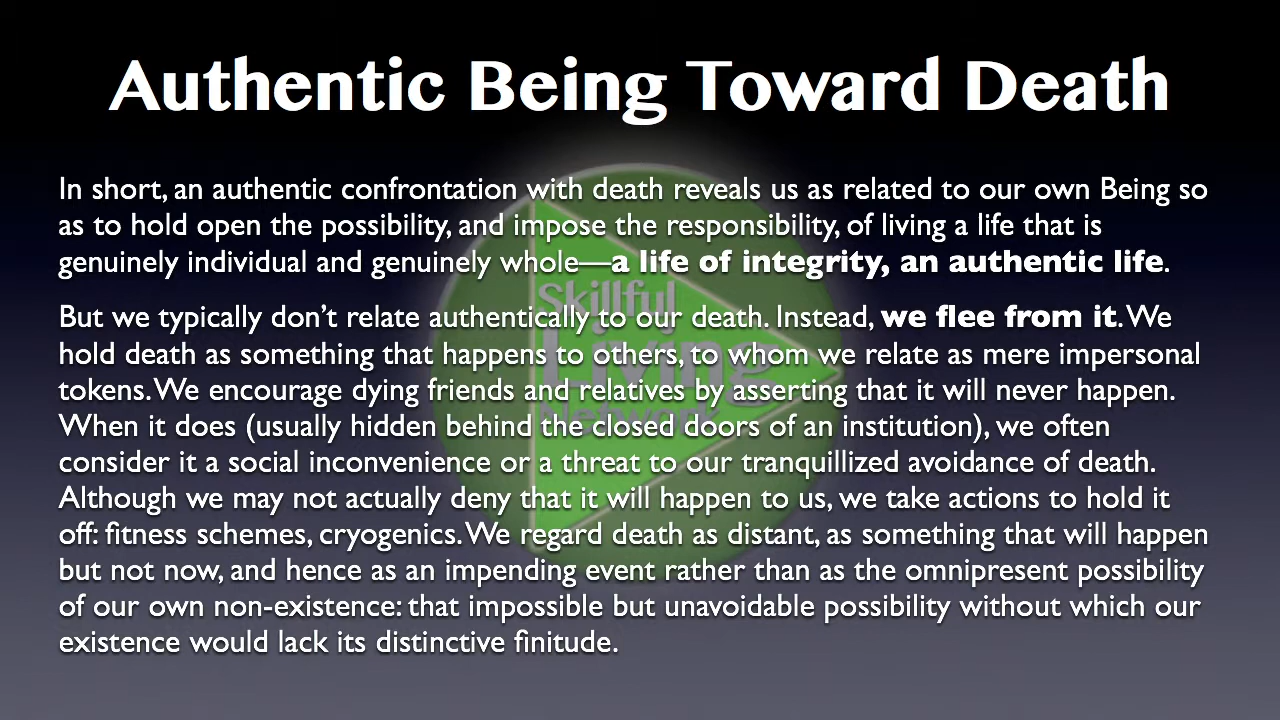 Authentic Being Toward Death
In short, an authentic confrontation with death reveals us as related to our own Being so
as to hold open the possibility, and impose the responsibility, of living a life that is
genuinely individual and genuinely whole—a life of integrity, an authentic life.
But we typically don’t relate authentically to our death. Instead, we flee from it. We
hold death as something that happens to others, to whom we relate as mere impersonal
tokens. We encourage dying friends and relatives by asserting that it will never happen.
When it does (usually hidden behind the closed doors of an institution), we often
consider it a social inconvenience or a threat to our tranquillized avoidance of death.
Although we may not actually deny that it will happen to us, we take actions to hold it
off: fitness schemes, cryogenics. We regard death as distant, as something that will happen
but not now, and hence as an impending event rather than as the omnipresent possibility
of our own non-existence: that impossible but unavoidable possibility without which our
existence would lack its distinctive finitude.
Skillful
Living
Network